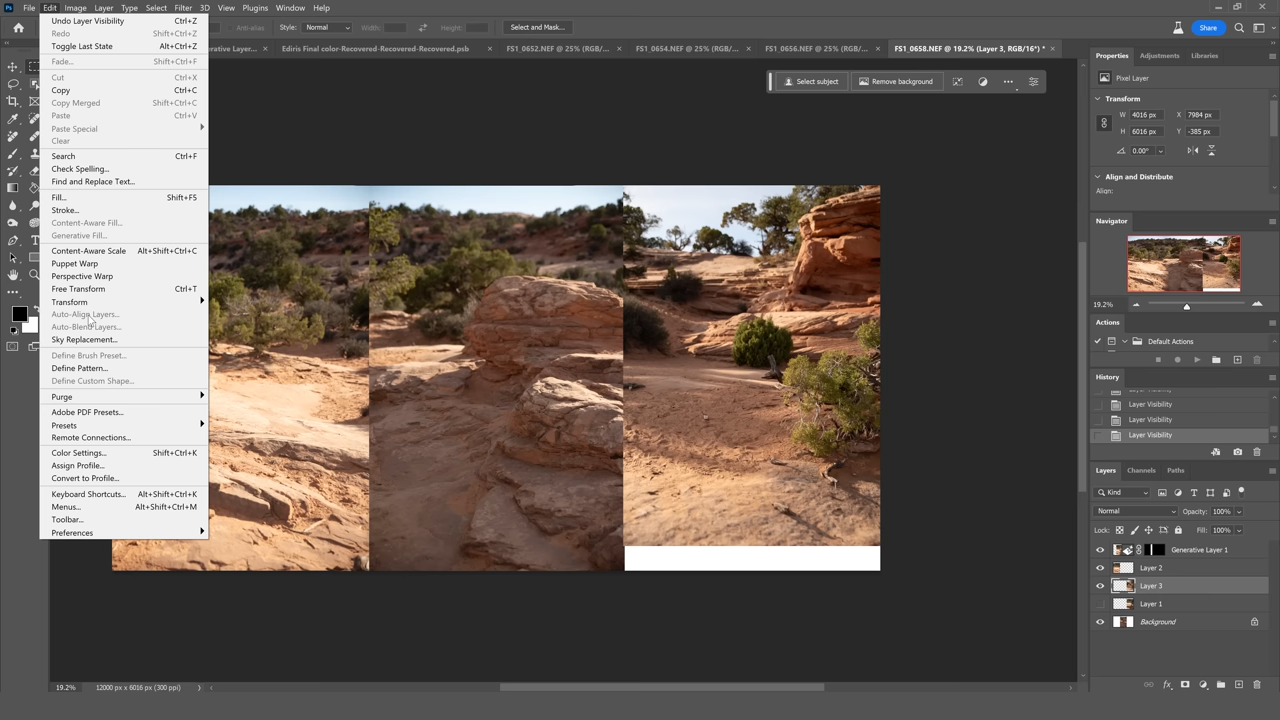 Ps File Edit Image Layer Type Select Filter 3D View Plugins Window Help
Anti-alias Style: Normal Width: Height: Select and Mask... Share
erative Layer... × Ediris Final color-Recovered-Recovered-Recovered.psb × FS1_0652.NEF @ 25% (RGB/... × FS1_0654.NEF @ 25% (RGB/... × FS1_0656.NEF @ 25% (RGB/... × FS1_0658.NEF @ 19.2% (Layer 3, RGB/16*) * ×
Undo Layer Visibility Ctrl+Z
Redo Shift+Ctrl+Z
Toggle Last State Alt+Ctrl+Z
Fade... Shift+Ctrl+F
Cut Ctrl+X
Copy Ctrl+C
Copy Merged Shift+Ctrl+C
Paste Ctrl+V
Paste Special
Clear
Search Ctrl+F
Check Spelling...
Find and Replace Text...
Fill... Shift+F5
Stroke...
Content-Aware Fill...
Generative Fill...
Content-Aware Scale Alt+Shift+Ctrl+C
Puppet Warp
Perspective Warp
Free Transform Ctrl+T
Transform
Auto-Align Layers...
Auto-Blend Layers...
Sky Replacement...
Define Brush Preset...
Define Pattern...
Define Custom Shape...
Purge
Adobe PDF Presets...
Presets
Remote Connections...
Color Settings... Shift+Ctrl+K
Assign Profile...
Convert to Profile...
Keyboard Shortcuts... Alt+Shift+Ctrl+K
Menus... Alt+Shift+Ctrl+M
Toolbar...
Preferences
Select subject Remove background
19.2% 12000 px x 6016 px (300 ppi)
Properties Adjustments Libraries
Pixel Layer
Transform
W 4016 px X 7984 px
H 6016 px Y -385 px
0.00°
Align and Distribute
Align:
Navigator
19.2%
Actions
Default Actions
History
Layer Visibility
Layer Visibility
Layer Visibility
Layers Channels Paths
Kind
Normal Opacity: 100%
Lock: Fill: 100%
Generative Layer 1
Layer 2
Layer 3
Layer 1
Background